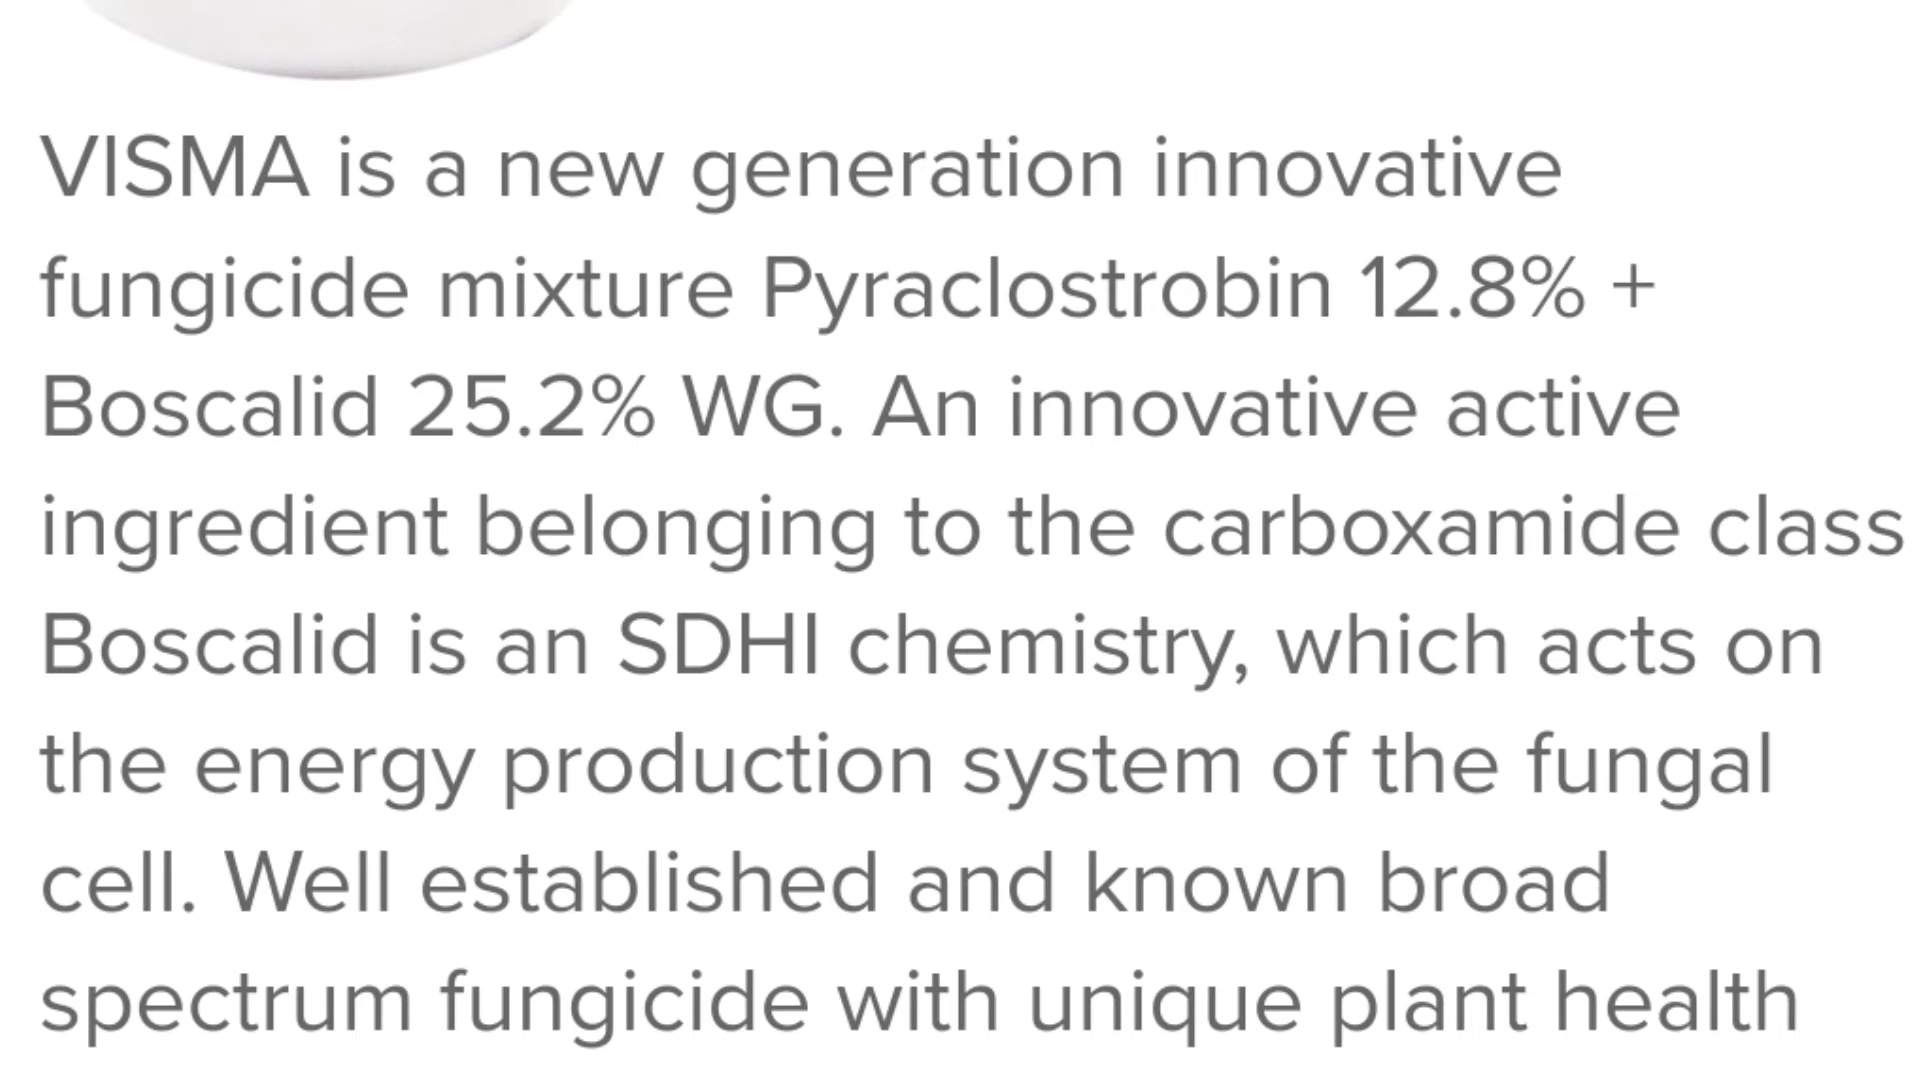 VISMA is a new generation innovative
fungicide mixture Pyraclostrobin 12.8% +
Boscalid 25.2% WG. An innovative active
ingredient belonging to the carboxamide class
Boscalid is an SDHI chemistry, which acts on
the energy production system of the fungal
cell. Well established and known broad
spectrum fungicide with unique plant health